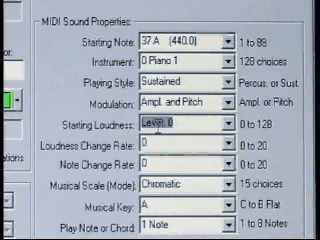 MIDI Sound Properties:
Starting Note: 37.A (440.0) 1 to 88
or:
Instrument: 0 Piano 1 128 choices
Playing Style: Sustained Percus. or Sust
Modulation: Ampl. and Pitch Ampl. or Pitch
Starting Loudness: Level: 0 0 to 128
Loudness Change Rate: 0 0 to 20
ations
Note Change Rate: 0 0 to 20
Musical Scale (Mode): Chromatic 15 choices
Musical Key: A C to B Flat
Play Note or Chord: 1 Note 1 to 8 Notes